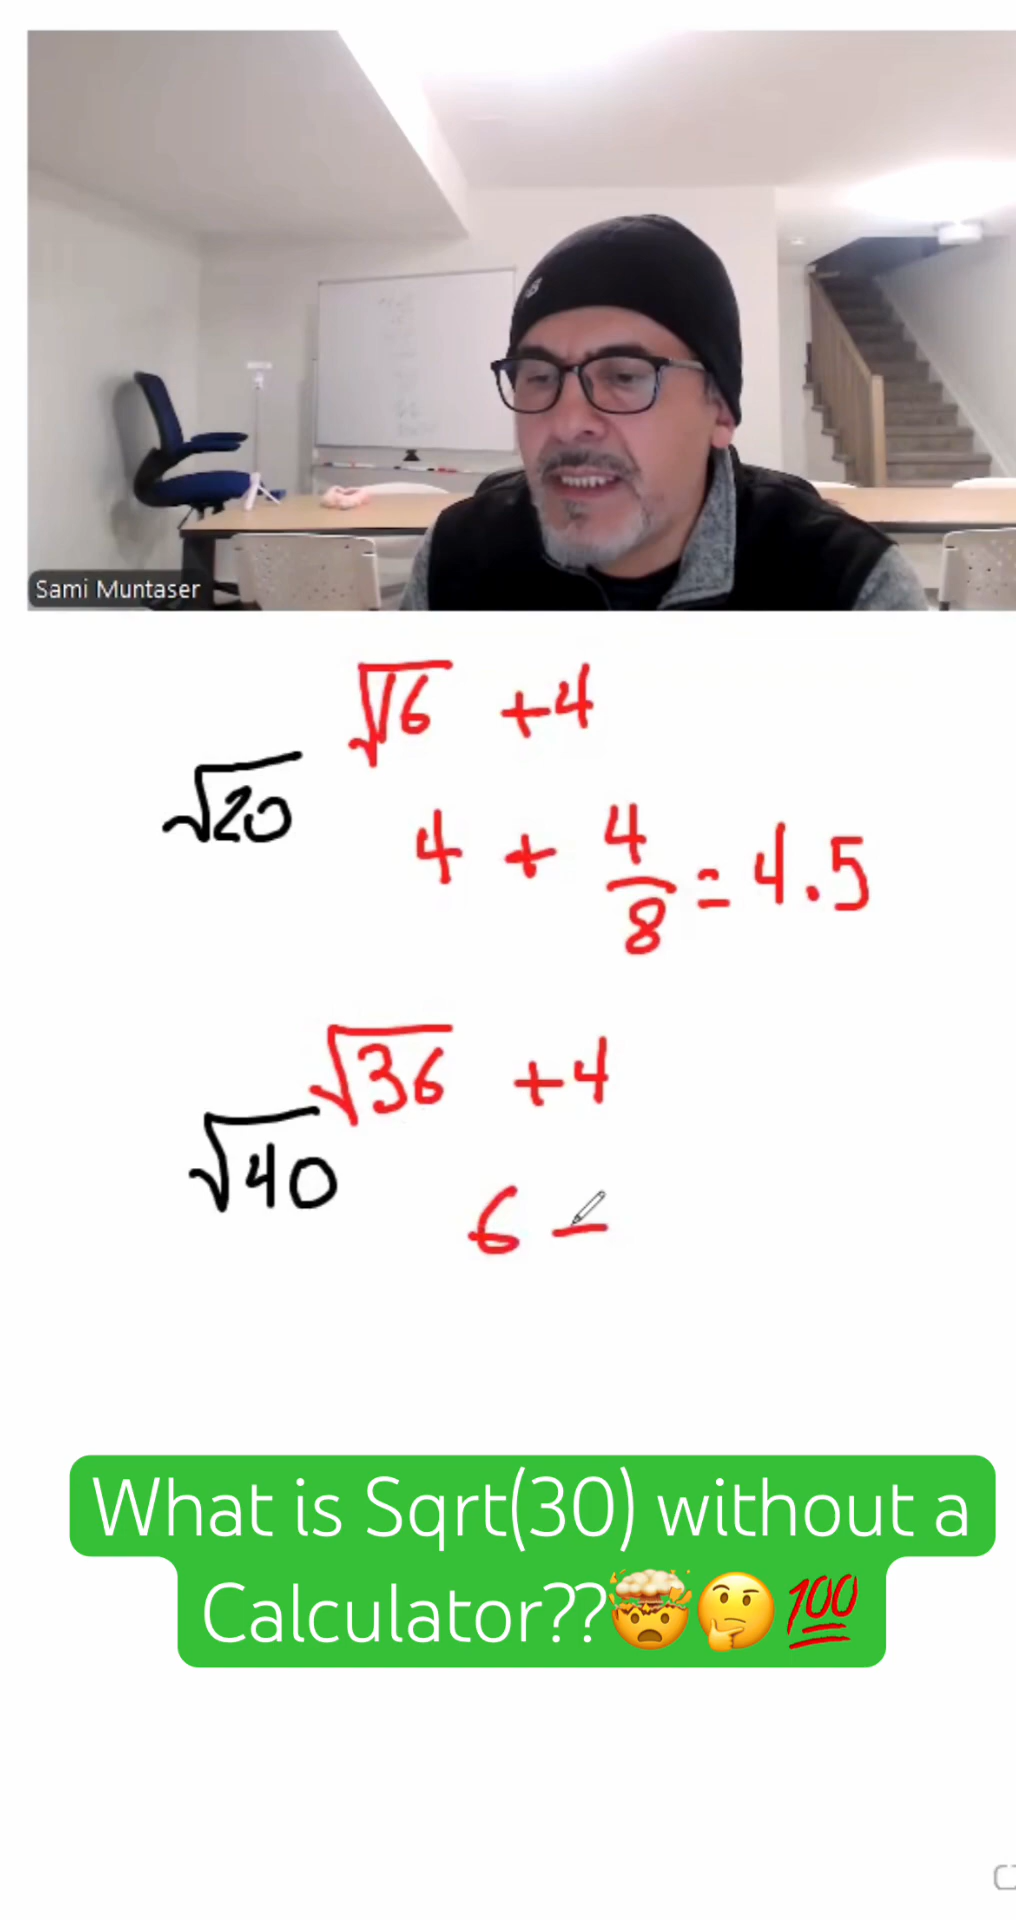 Sami Muntaser
√16 +4
√20
4 + 4/8 = 4.5
√36 +4
√40
6 -
What is Sqrt(30) without a
Calculator??🤯🤔💯